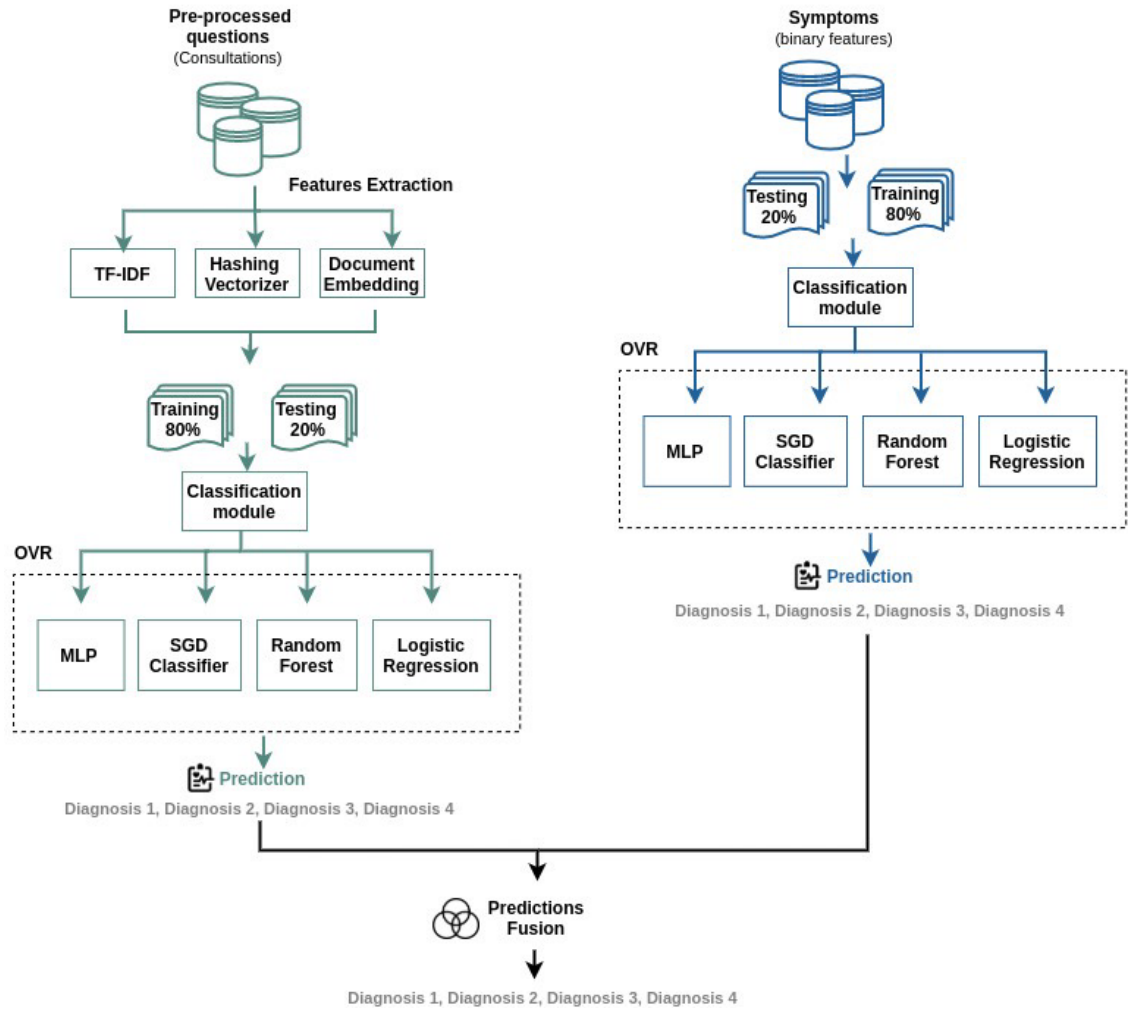 Pre-processed
questions
(Consultations)
Features Extraction
TF-IDF
Hashing
Vectorizer
Document
Embedding
Training
80%
Testing
20%
Classification
module
OVR
MLP
SGD
Classifier
Random
Forest
Logistic
Regression
Prediction
Diagnosis 1, Diagnosis 2, Diagnosis 3, Diagnosis 4
Symptoms
(binary features)
Testing
20%
Training
80%
Classification
module
OVR
MLP
SGD
Classifier
Random
Forest
Logistic
Regression
Prediction
Diagnosis 1, Diagnosis 2, Diagnosis 3, Diagnosis 4
Predictions
Fusion
Diagnosis 1, Diagnosis 2, Diagnosis 3, Diagnosis 4